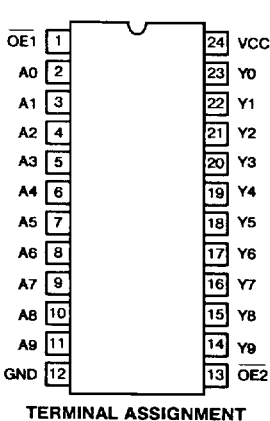 O̅E̅1̅ 1 24 VCC
A0 2 23 Y0
A1 3 22 Y1
A2 4 21 Y2
A3 5 20 Y3
A4 6 19 Y4
A5 7 18 Y5
A6 8 17 Y6
A7 9 16 Y7
A8 10 15 Y8
A9 11 14 Y9
GND 12 13 O̅E̅2̅
TERMINAL ASSIGNMENT